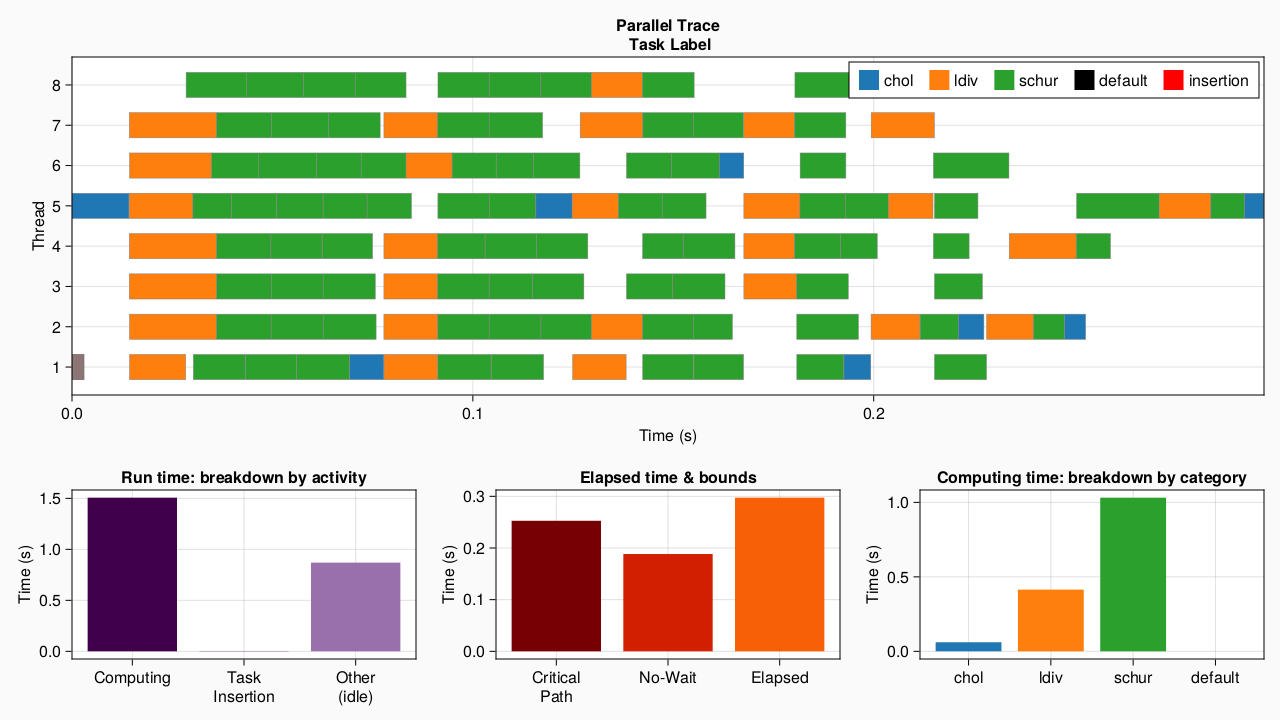 Parallel Trace
Task Label
chol ldiv schur default insertion
Thread
8
7
6
5
4
3
2
1
0.0 0.1 0.2
Time (s)
Run time: breakdown by activity
Time (s)
1.5
1.0
0.5
0.0
Computing Task Insertion Other (idle)
Elapsed time & bounds
Time (s)
0.3
0.2
0.1
0.0
Critical Path No-Wait Elapsed
Computing time: breakdown by category
Time (s)
1.0
0.5
0.0
chol ldiv schur default